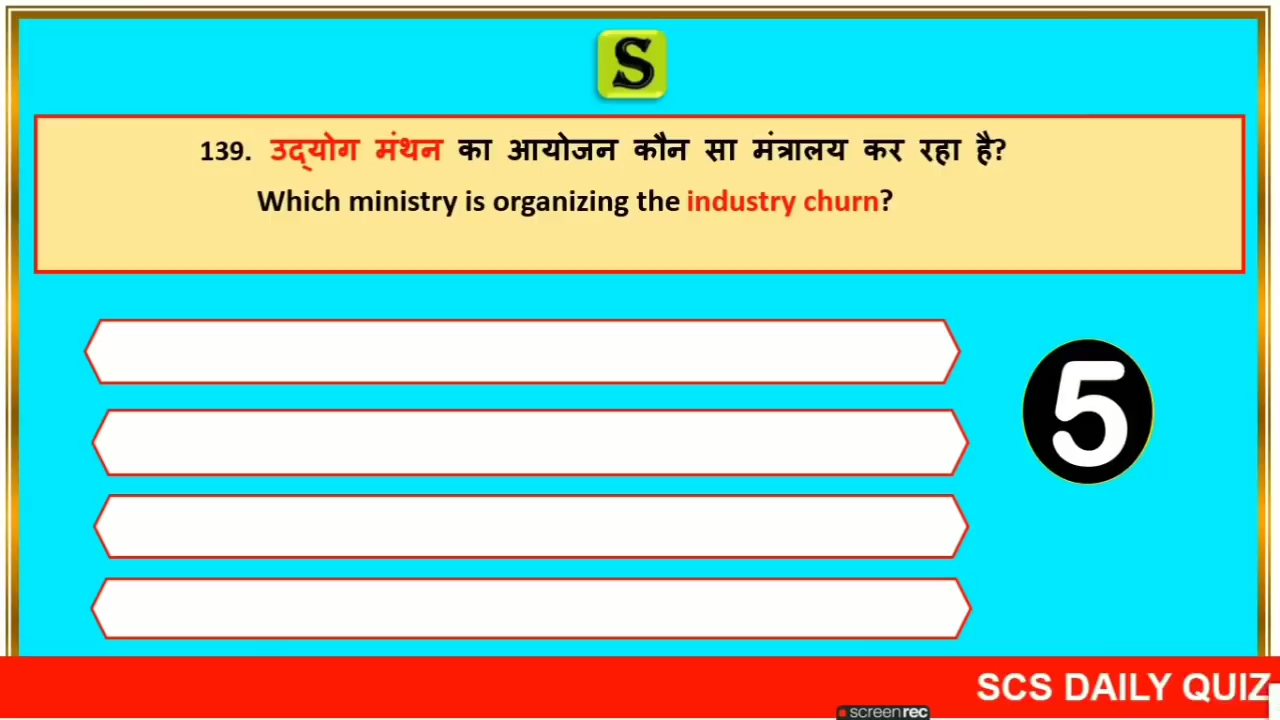 S
139. उद्योग मंथन का आयोजन कौन सा मंत्रालय कर रहा है?
Which ministry is organizing the industry churn?
5
SCS DAILY QUIZ
screenrec